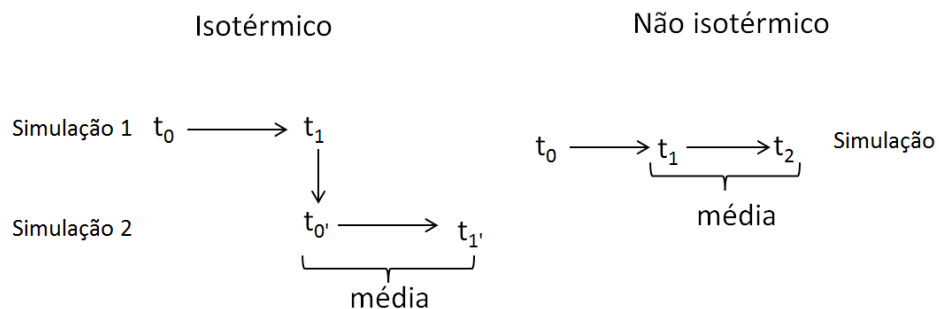 Isotérmico
Simulação 1 t0 t1
Simulação 2 t0' t1'
média
Não isotérmico
t0 t1 t2 Simulação
média